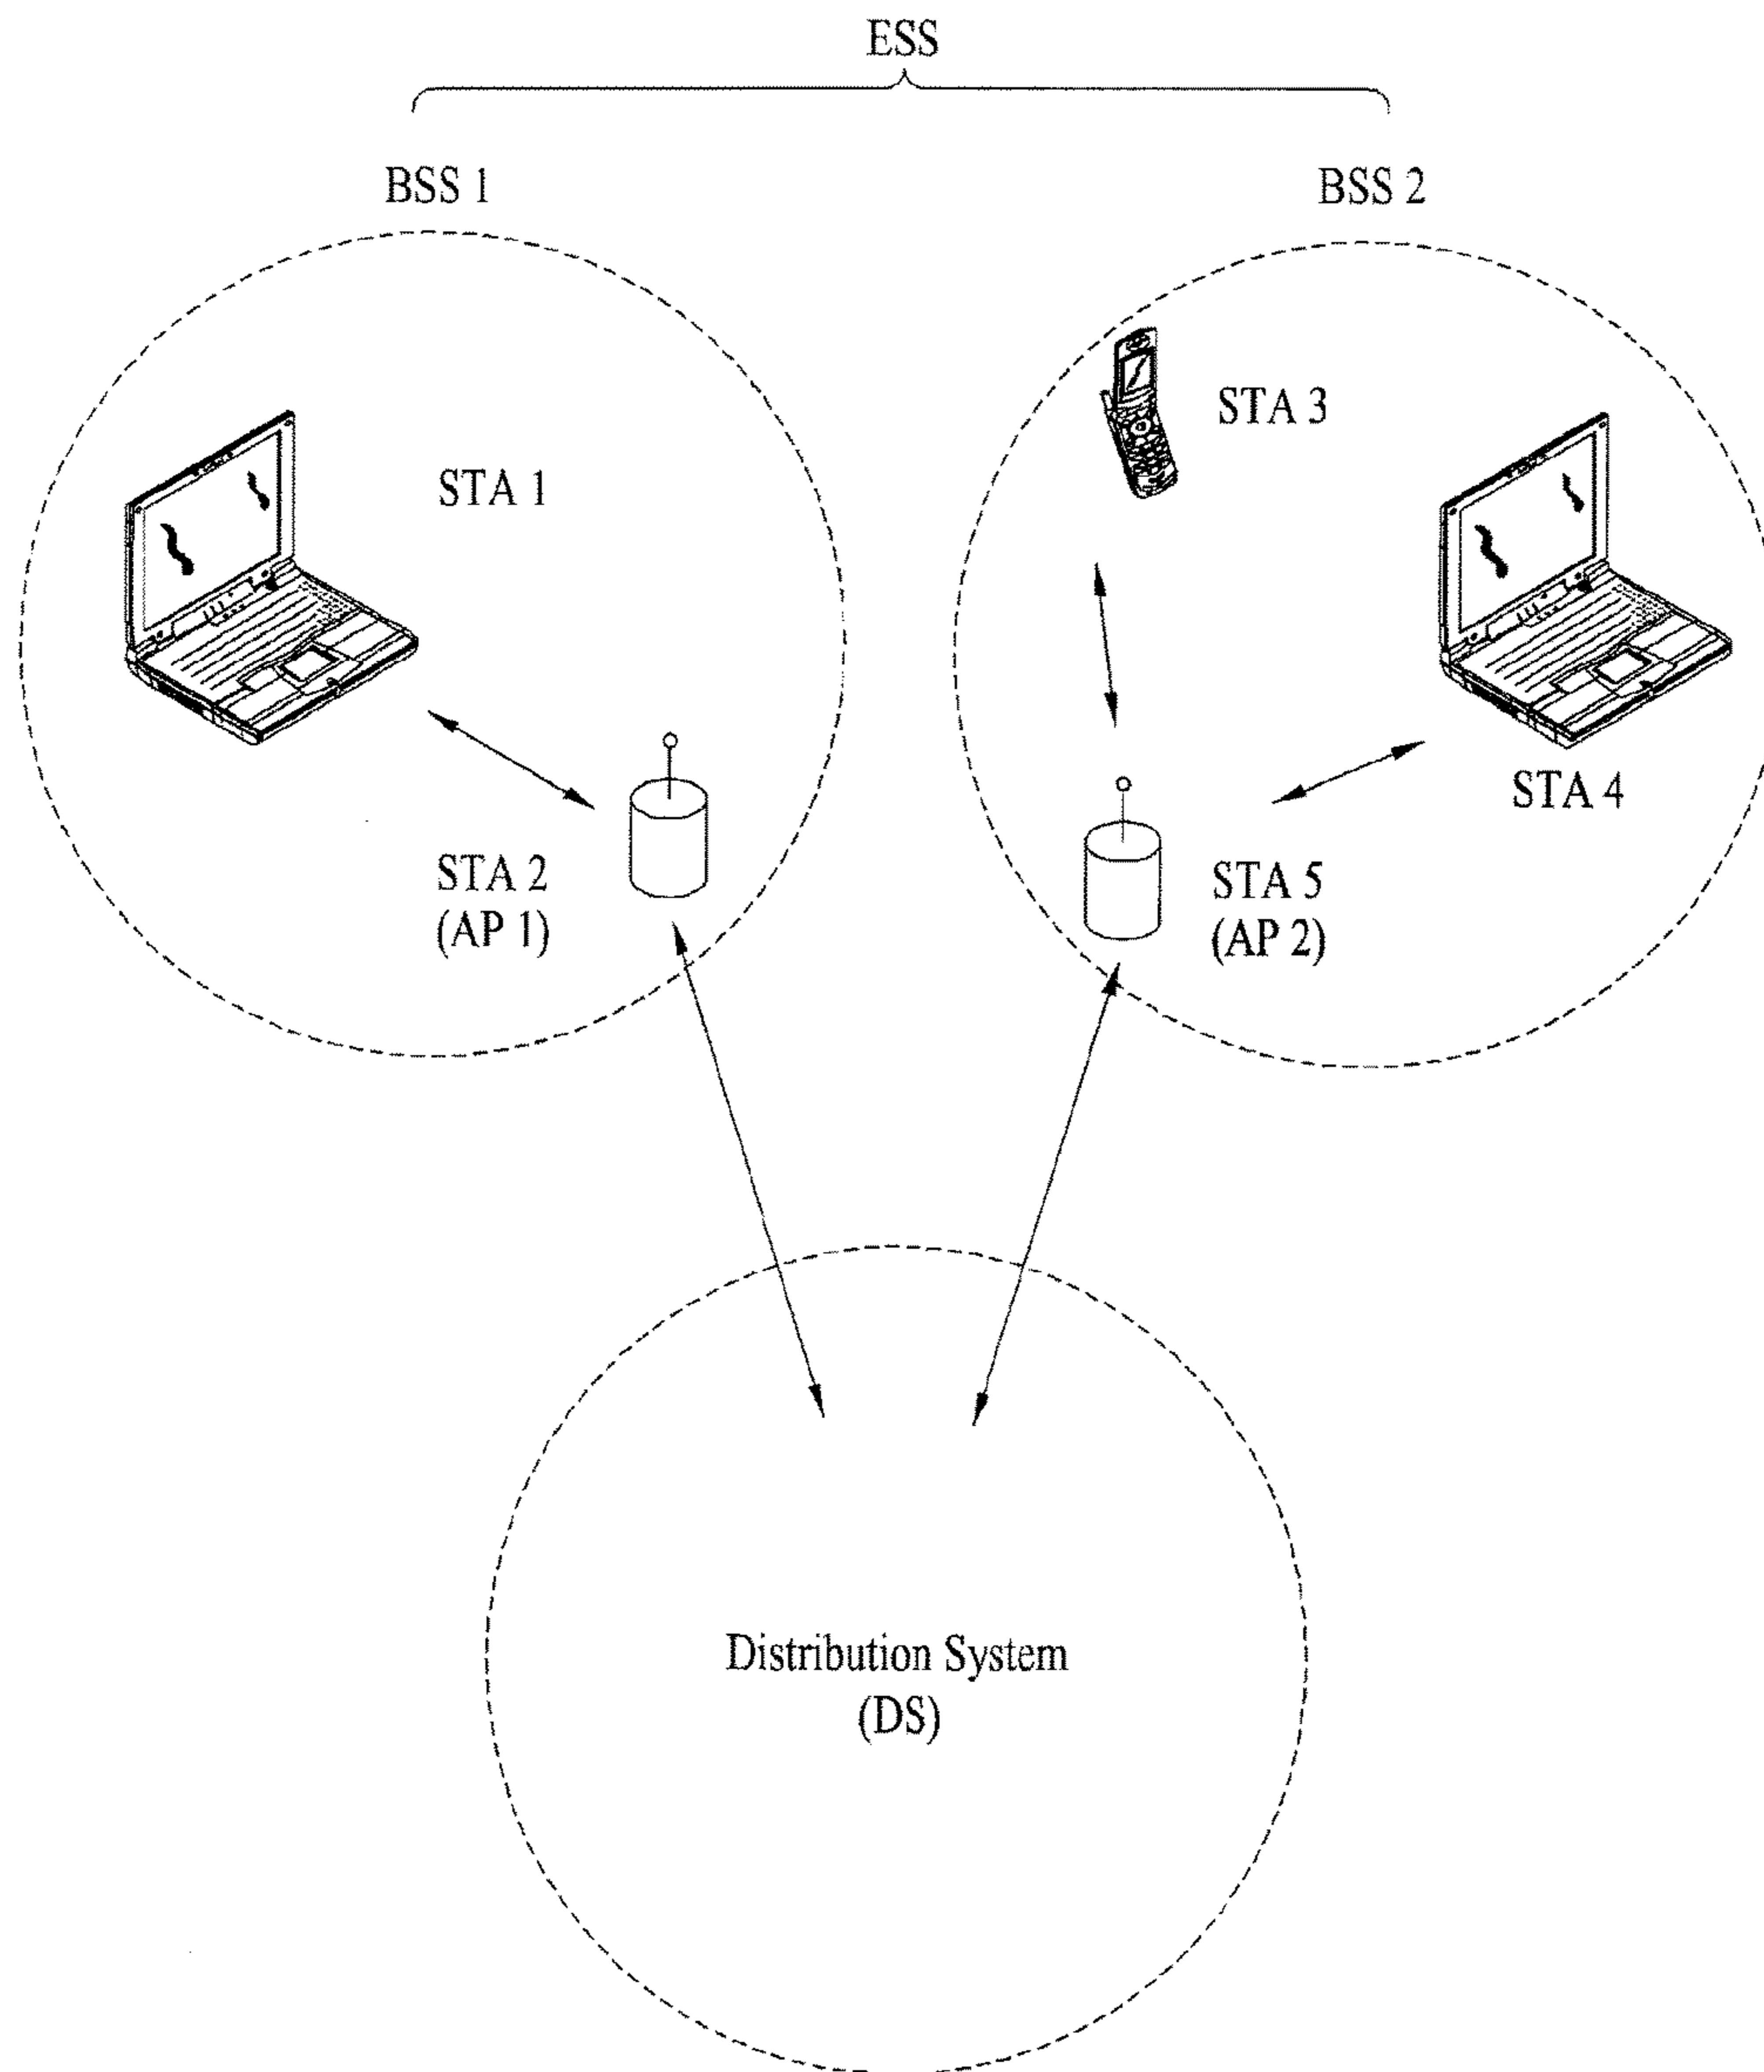 ESS
BSS 1
BSS 2
STA 3
STA 1
STA 4
STA 2
(AP 1)
STA 5
(AP 2)
Distribution System
(DS)